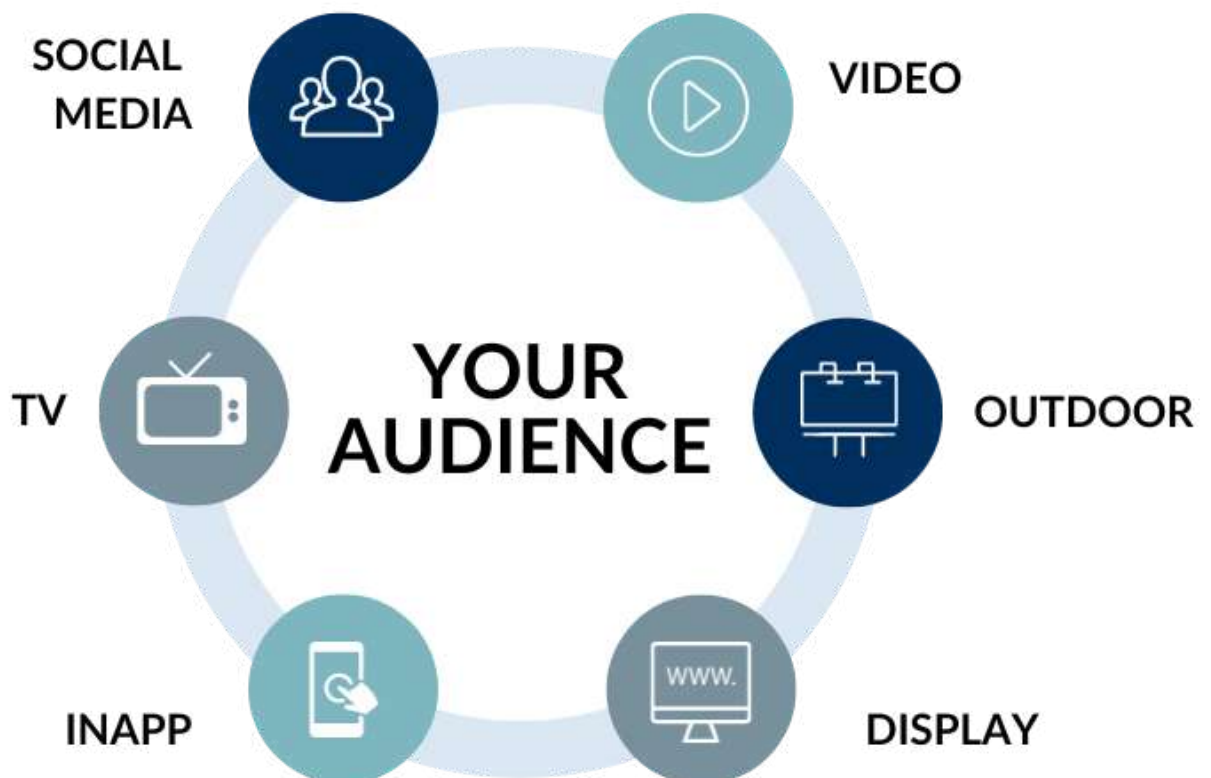 SOCIAL
MEDIA
VIDEO
TV
YOUR
AUDIENCE
OUTDOOR
INAPP
WWW.
DISPLAY